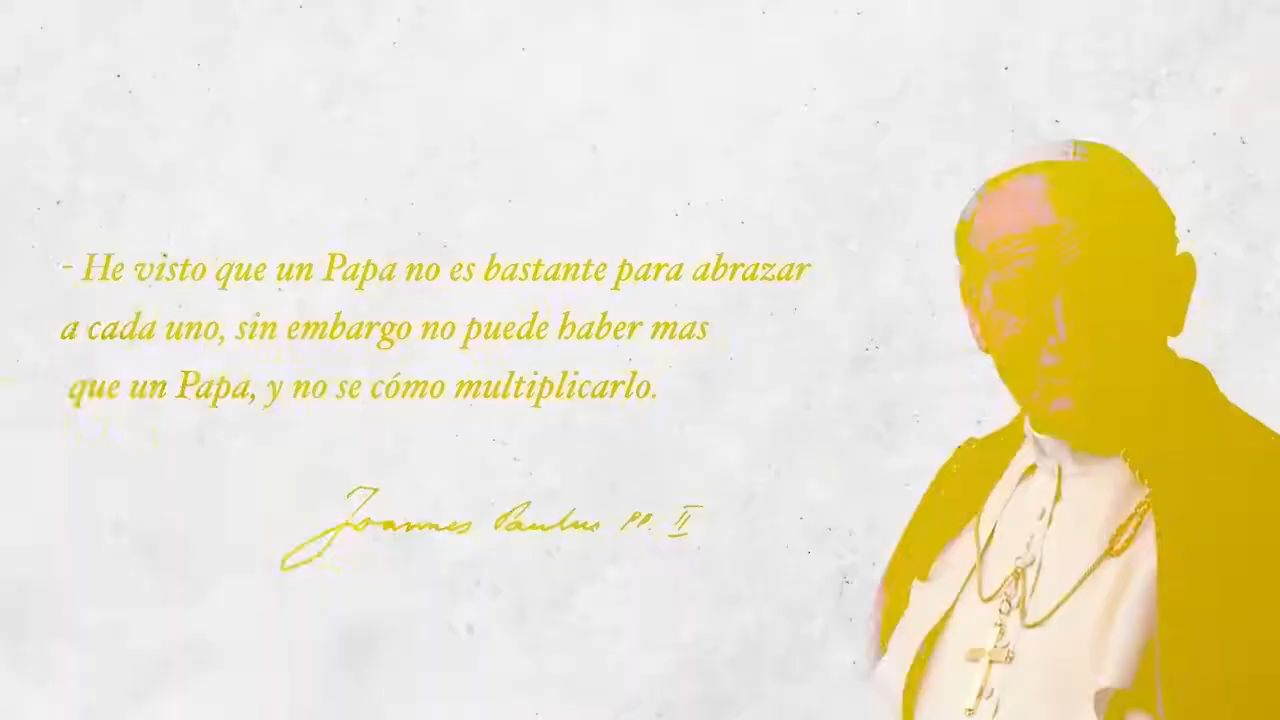 - He visto que un Papa no es bastante para abrazar
a cada uno, sin embargo no puede haber mas
que un Papa, y no se cómo multiplicarlo.
Joannes Paulus PP. II